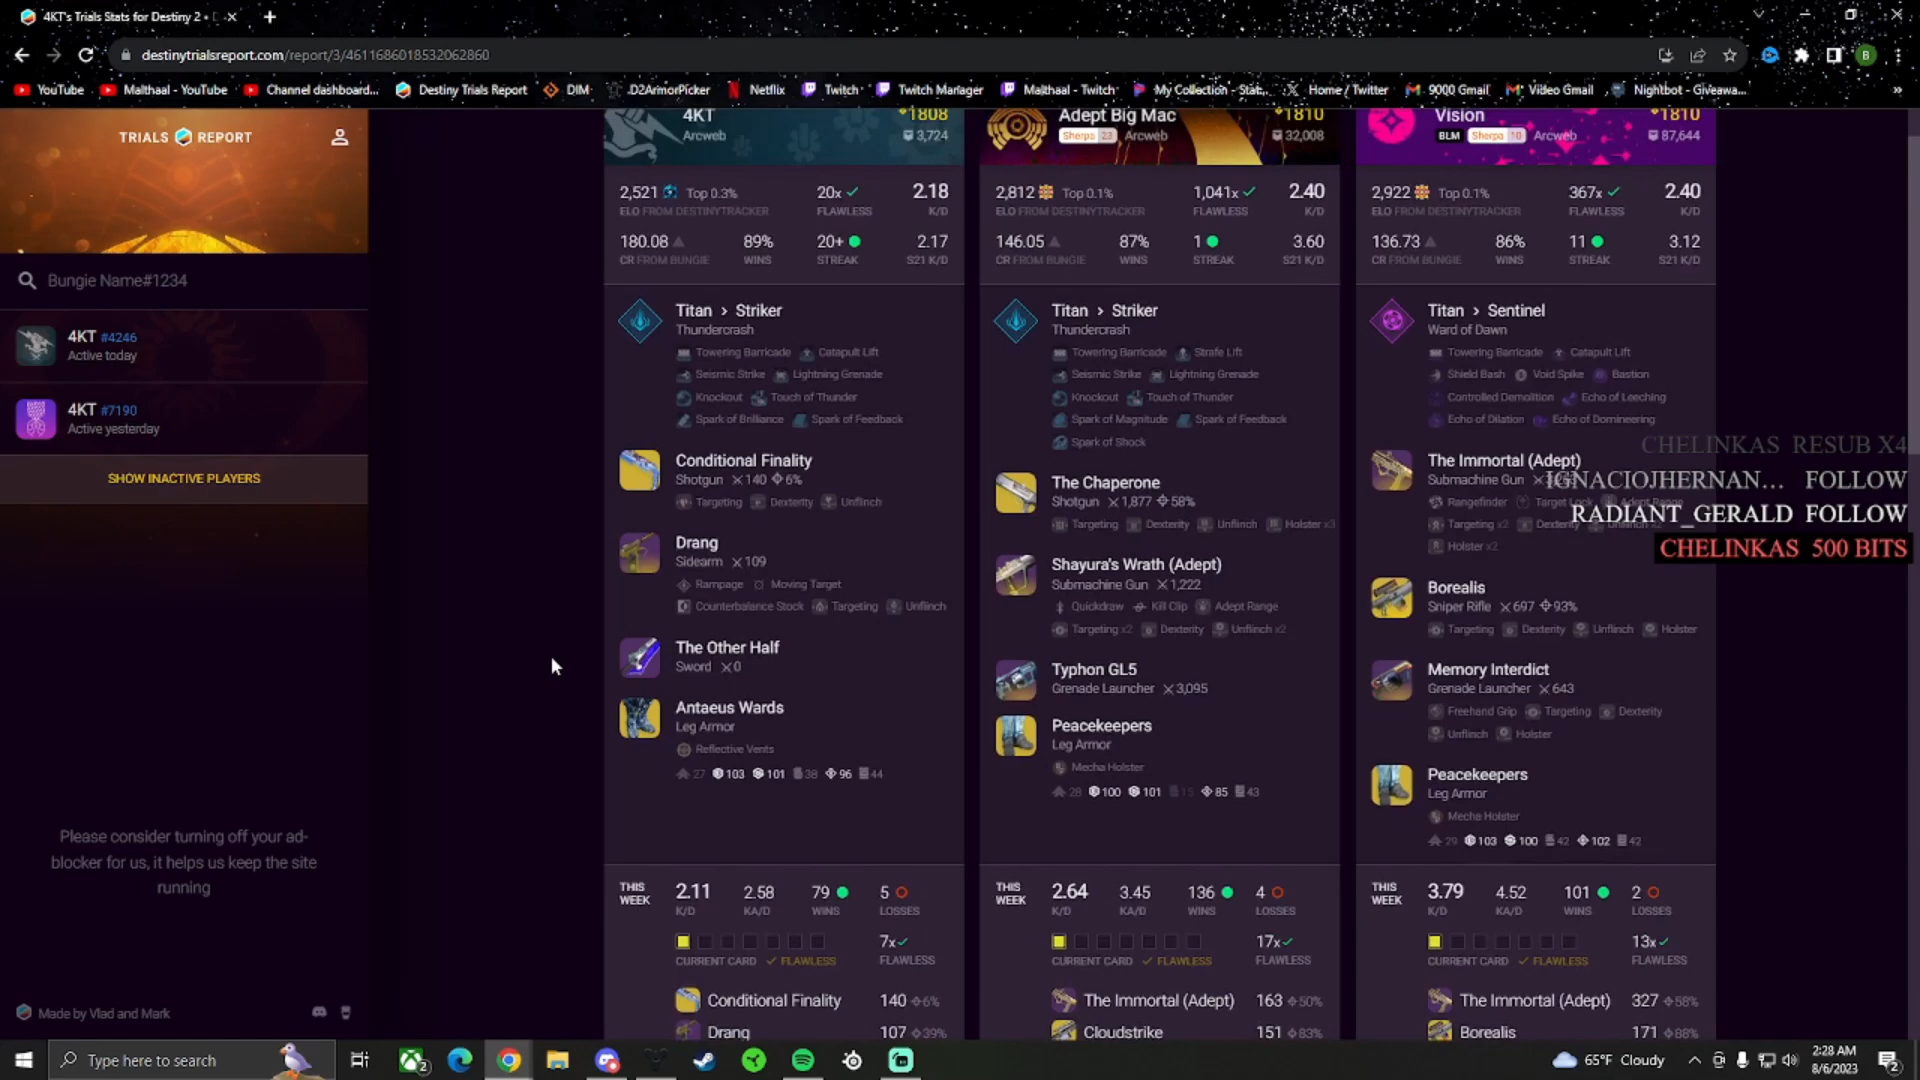 4KT's Trials Stats for Destiny 2 •
destinytrialsreport.com/report/3/4611686018532062860
YouTube Malthaal - YouTube Channel dashboard... Destiny Trials Report DIM D2ArmorPicker Netflix Twitch Twitch Manager Malthaal - Twitch My Collection - Stat... Home / Twitter 9000 Gmail Video Gmail Nightbot - Giveawa... »
TRIALS REPORT
Bungie Name#1234
4KT #4246
Active today
4KT #7190
Active yesterday
SHOW INACTIVE PLAYERS
Please consider turning off your ad-
blocker for us, it helps us keep the site
running
Made by Vlad and Mark
4KT 1808
Arcweb 3,724
2,521 Top 0.3% 20x 2.18
ELO FROM DESTINYTRACKER FLAWLESS K/D
180.08 89% 20+ 2.17
CR FROM BUNGIE WINS STREAK S21 K/D
Titan > Striker
Thundercrash
Towering Barricade Catapult Lift
Seismic Strike Lightning Grenade
Knockout Touch of Thunder
Spark of Brilliance Spark of Feedback
Conditional Finality
Shotgun 140 6%
Targeting Dexterity Unflinch
Drang
Sidearm 109
Rampage Moving Target
Counterbalance Stock Targeting Unflinch
The Other Half
Sword 0
Antaeus Wards
Leg Armor
Reflective Vents
27 103 101 38 96 44
THIS WEEK 2.11 2.58 79 5
K/D KA/D WINS LOSSES
7x
CURRENT CARD FLAWLESS FLAWLESS
Conditional Finality 140 6%
Drang 107 39%
Adept Big Mac 1810
Sherpa 23 Arcweb 32,008
2,812 Top 0.1% 1,041x 2.40
ELO FROM DESTINYTRACKER FLAWLESS K/D
146.05 87% 1 3.60
CR FROM BUNGIE WINS STREAK S21 K/D
Titan > Striker
Thundercrash
Towering Barricade Strafe Lift
Seismic Strike Lightning Grenade
Knockout Touch of Thunder
Spark of Magnitude Spark of Feedback
Spark of Shock
The Chaperone
Shotgun 1,877 58%
Targeting Dexterity Unflinch Holster x3
Shayura's Wrath (Adept)
Submachine Gun 1,222
Quickdraw Kill Clip Adept Range
Targeting x2 Dexterity Unflinch x2
Typhon GL5
Grenade Launcher 3,095
Peacekeepers
Leg Armor
Mecha Holster
28 100 101 15 85 43
THIS WEEK 2.64 3.45 136 4
K/D KA/D WINS LOSSES
17x
CURRENT CARD FLAWLESS FLAWLESS
The Immortal (Adept) 163 50%
Cloudstrike 151 83%
Vision 1810
BLM Sherpa 10 Arcweb 87,644
2,922 Top 0.1% 367x 2.40
ELO FROM DESTINYTRACKER FLAWLESS K/D
136.73 86% 11 3.12
CR FROM BUNGIE WINS STREAK S21 K/D
Titan > Sentinel
Ward of Dawn
Towering Barricade Catapult Lift
Shield Bash Void Spike Bastion
Controlled Demolition Echo of Leeching
Echo of Dilation Echo of Domineering
The Immortal (Adept)
Submachine Gun
Rangefinder Target Lock Adept Range
Targeting x2 Dexterity
Holster x2
Borealis
Sniper Rifle 697 93%
Targeting Dexterity Unflinch Holster
Memory Interdict
Grenade Launcher 643
Freehand Grip Targeting Dexterity
Unflinch Holster
Peacekeepers
Leg Armor
Mecha Holster
29 103 100 42 102 42
THIS WEEK 3.79 4.52 101 2
K/D KA/D WINS LOSSES
13x
CURRENT CARD FLAWLESS FLAWLESS
The Immortal (Adept) 327 58%
Borealis 171 88%
CHELINKAS RESUB X4
IGNACIOJHERNAN... FOLLOW
RADIANT_GERALD FOLLOW
CHELINKAS 500 BITS
Type here to search
2
65°F Cloudy
2:28 AM
8/6/2023
2